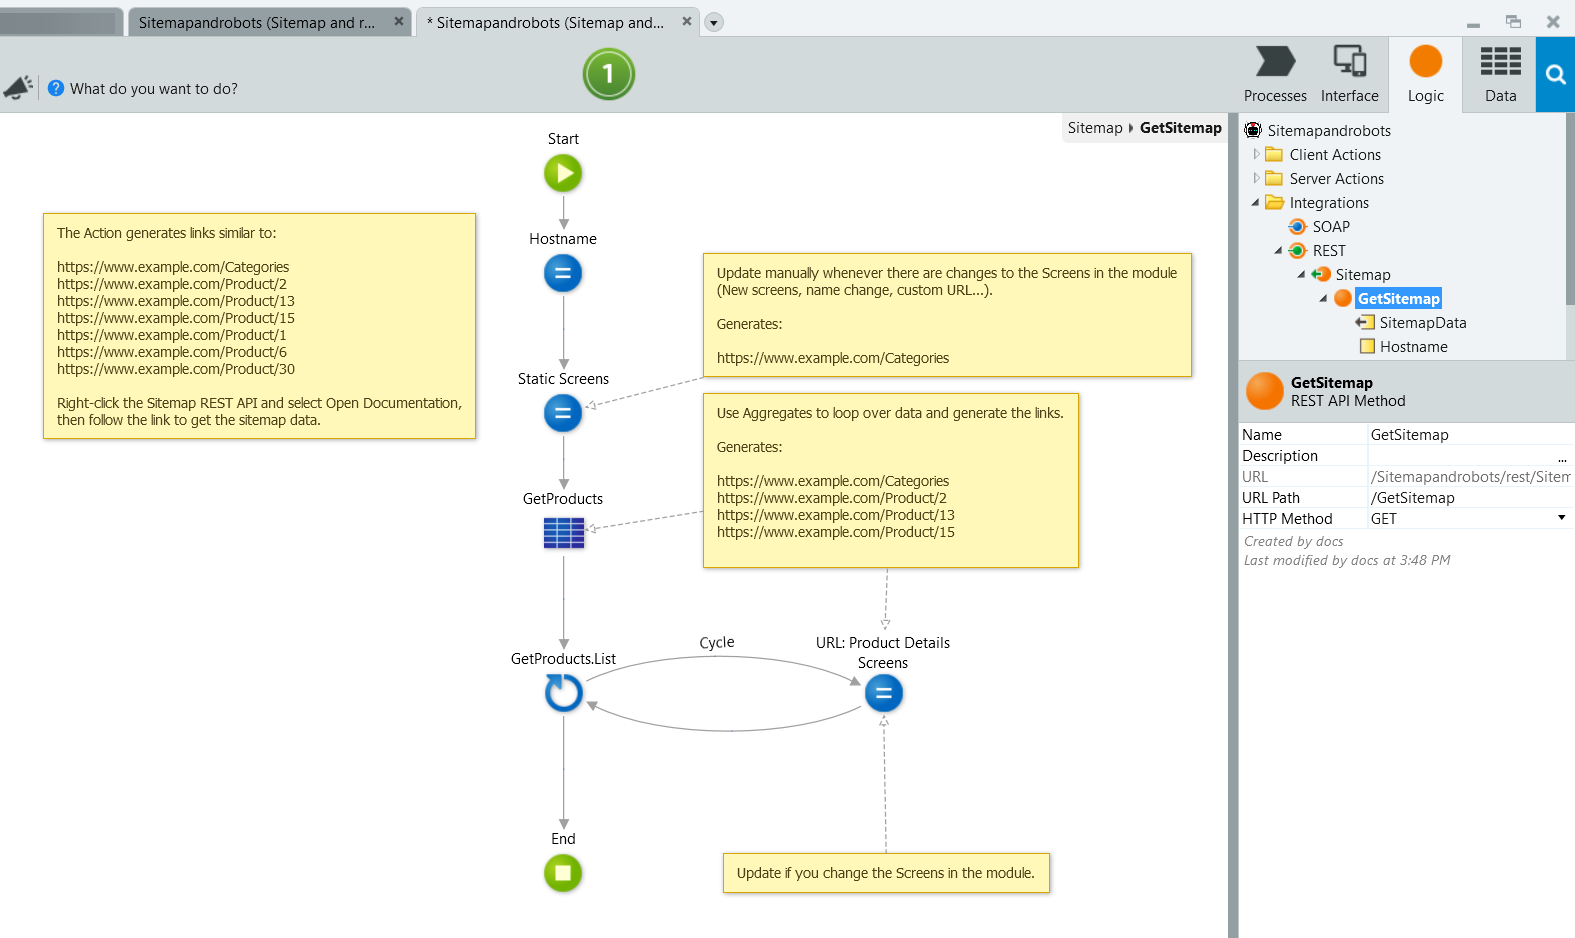 Sitemapandrobots (Sitemap and r...
* Sitemapandrobots (Sitemap and...
What do you want to do?
1
Processes
Interface
Logic
Data
Sitemap GetSitemap
Start
Hostname
Static Screens
GetProducts
GetProducts.List
Cycle
URL: Product Details
Screens
End
The Action generates links similar to:
https://www.example.com/Categories
https://www.example.com/Product/2
https://www.example.com/Product/13
https://www.example.com/Product/15
https://www.example.com/Product/1
https://www.example.com/Product/6
https://www.example.com/Product/30
Right-click the Sitemap REST API and select Open Documentation,
then follow the link to get the sitemap data.
Update manually whenever there are changes to the Screens in the module
(New screens, name change, custom URL...).
Generates:
https://www.example.com/Categories
Use Aggregates to loop over data and generate the links.
Generates:
https://www.example.com/Categories
https://www.example.com/Product/2
https://www.example.com/Product/13
https://www.example.com/Product/15
Update if you change the Screens in the module.
Sitemapandrobots
Client Actions
Server Actions
Integrations
SOAP
REST
Sitemap
GetSitemap
SitemapData
Hostname
GetSitemap
REST API Method
Name GetSitemap
Description ...
URL /Sitemapandrobots/rest/Sitem
URL Path /GetSitemap
HTTP Method GET
Created by docs
Last modified by docs at 3:48 PM